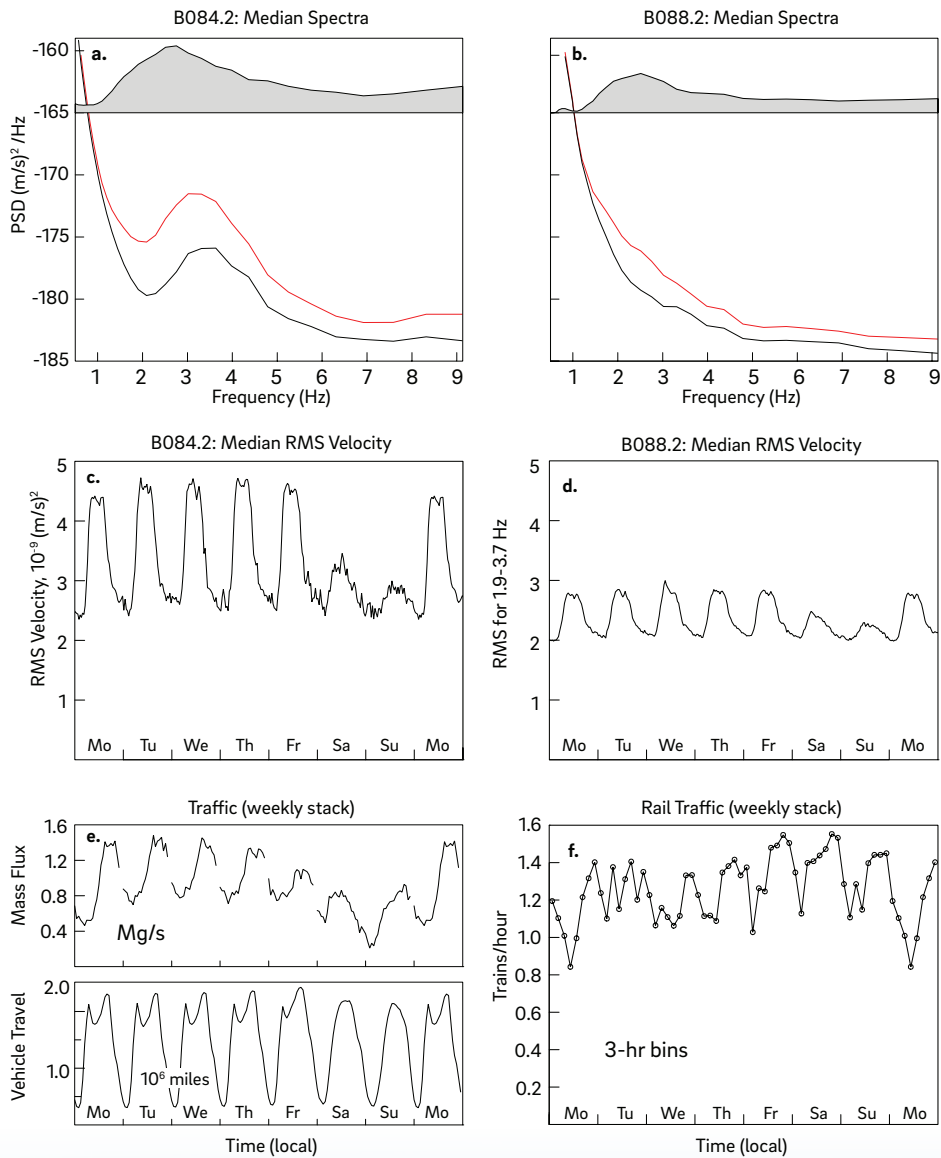 B084.2: Median Spectra
a.
PSD (m/s)² /Hz
-160
-165
-170
-175
-180
-185
1 2 3 4 5 6 7 8 9
Frequency (Hz)
B088.2: Median Spectra
b.
1 2 3 4 5 6 7 8 9
Frequency (Hz)
B084.2: Median RMS Velocity
c.
RMS Velocity, 10⁻⁹ (m/s)²
5
4
3
2
1
Mo Tu We Th Fr Sa Su Mo
B088.2: Median RMS Velocity
d.
RMS for 1.9-3.7 Hz
5
4
3
2
1
Mo Tu We Th Fr Sa Su Mo
Traffic (weekly stack)
e.
Mass Flux
1.6
1.2
0.8
0.4
Mg/s
Vehicle Travel
2.0
1.0
10⁶ miles
Mo Tu We Th Fr Sa Su Mo
Time (local)
Rail Traffic (weekly stack)
f.
Trains/hour
1.6
1.4
1.2
1.0
0.8
0.6
0.4
0.2
3-hr bins
Mo Tu We Th Fr Sa Su Mo
Time (local)